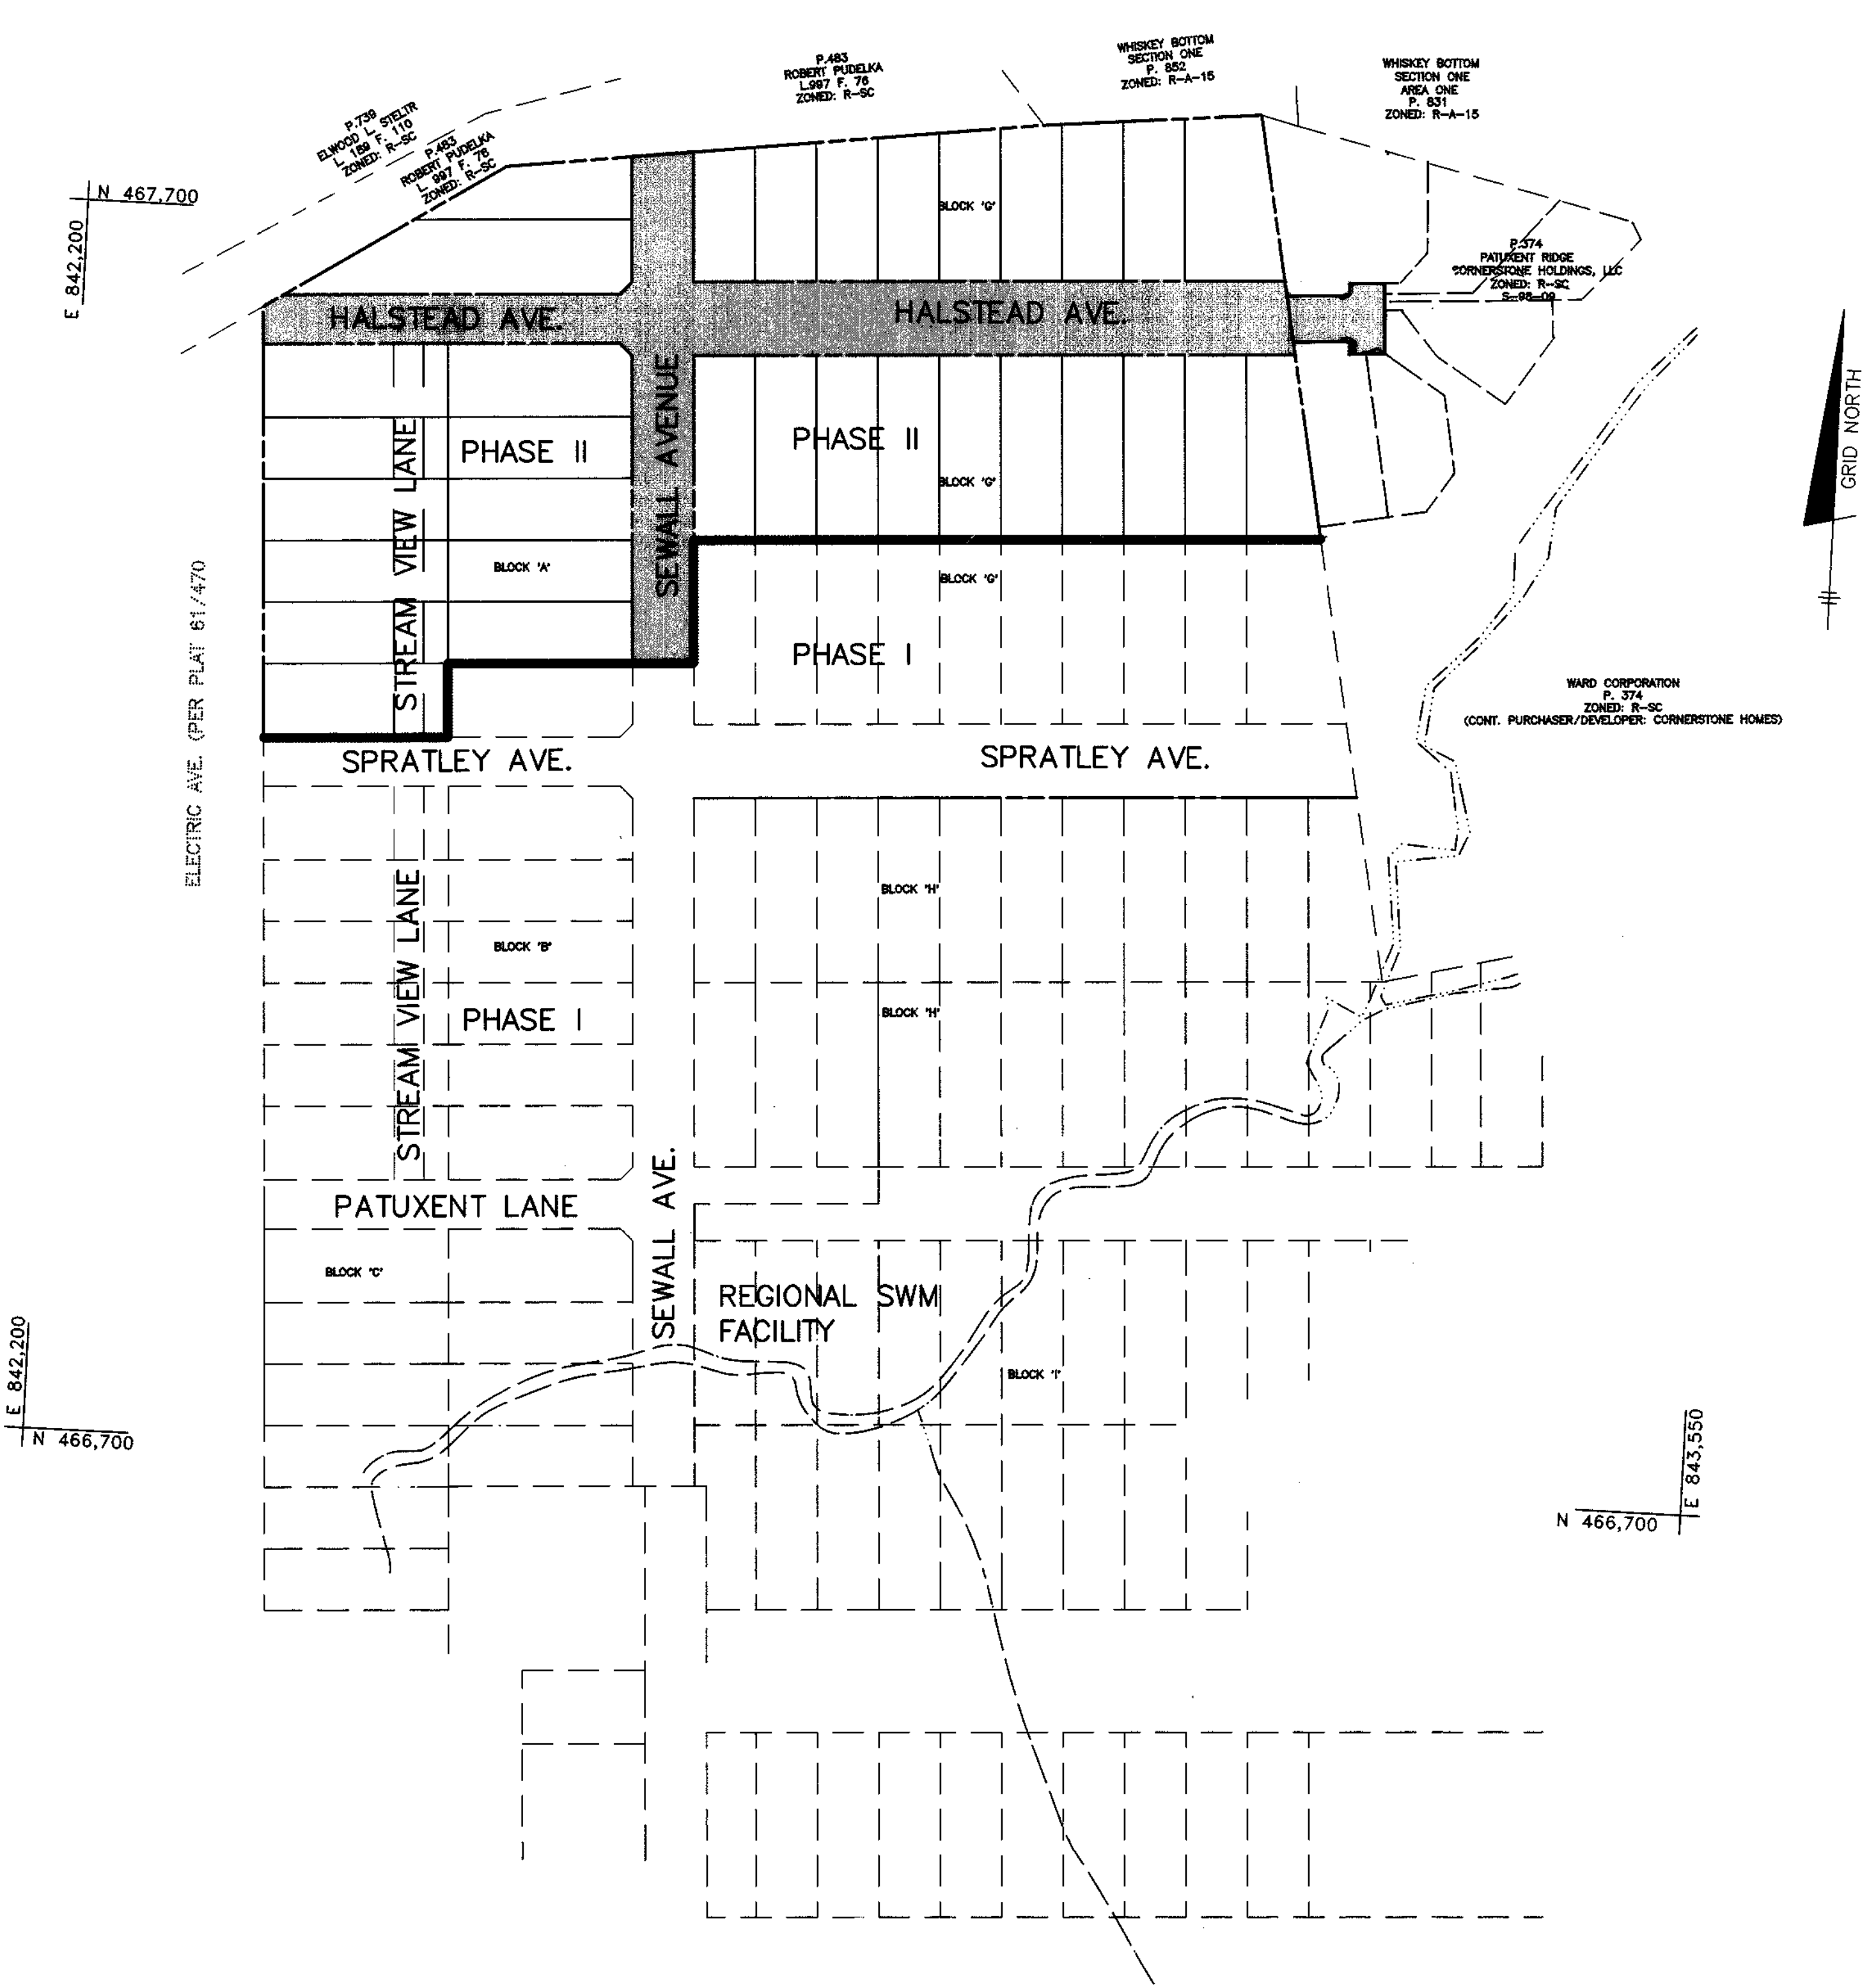 P.483
ROBERT PUDELKA
L.997 F. 76
ZONED: R-SC
WHISKEY BOTTOM
SECTION ONE
P. 852
ZONED: R-A-15
WHISKEY BOTTOM
SECTION ONE
AREA ONE
P. 831
ZONED: R-A-15
P.739
ELWOOD L. STELTR
L. 189 F. 110
ZONED: R-SC
P.483
ROBERT PUDELKA
L. 997 F. 76
ZONED: R-SC
N 467,700
E 842,200
BLOCK 'G'
P.374
PATUXENT RIDGE
CORNERSTONE HOLDINGS, LLC
ZONED: R-SC
S-98-09
HALSTEAD AVE.
HALSTEAD AVE.
GRID NORTH
SEWALL AVENUE
STREAM VIEW LANE
PHASE II
PHASE II
BLOCK 'G'
BLOCK 'A'
BLOCK 'G'
PHASE I
ELECTRIC AVE. (PER PLAT 61/470
WARD CORPORATION
P. 374
ZONED: R-SC
(CONT. PURCHASER/DEVELOPER: CORNERSTONE HOMES)
SPRATLEY AVE.
SPRATLEY AVE.
STREAM VIEW LANE
BLOCK 'H'
BLOCK 'B'
BLOCK 'H'
PHASE I
SEWALL AVE.
PATUXENT LANE
BLOCK 'C'
REGIONAL SWM
FACILITY
BLOCK 'I'
E 842,200
N 466,700
E 843,550
N 466,700